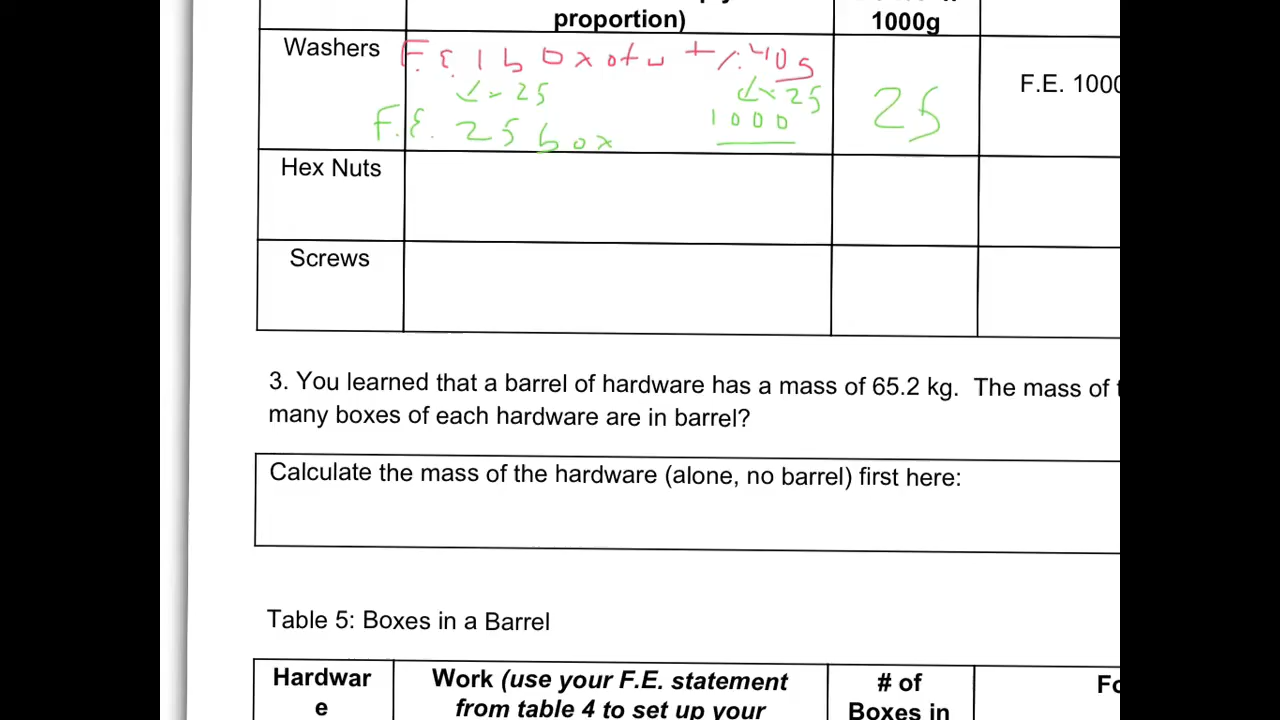 proportion)
1000g
Washers
F.E. 1 box of w
40g
F.E. 1000
× 25
× 25
1000
25
F.E. 25 box
Hex Nuts
Screws
3. You learned that a barrel of hardware has a mass of 65.2 kg. The mass of
many boxes of each hardware are in barrel?
Calculate the mass of the hardware (alone, no barrel) first here:
Table 5: Boxes in a Barrel
Hardwar
e
Work (use your F.E. statement
from table 4 to set up your
# of
Boxes in